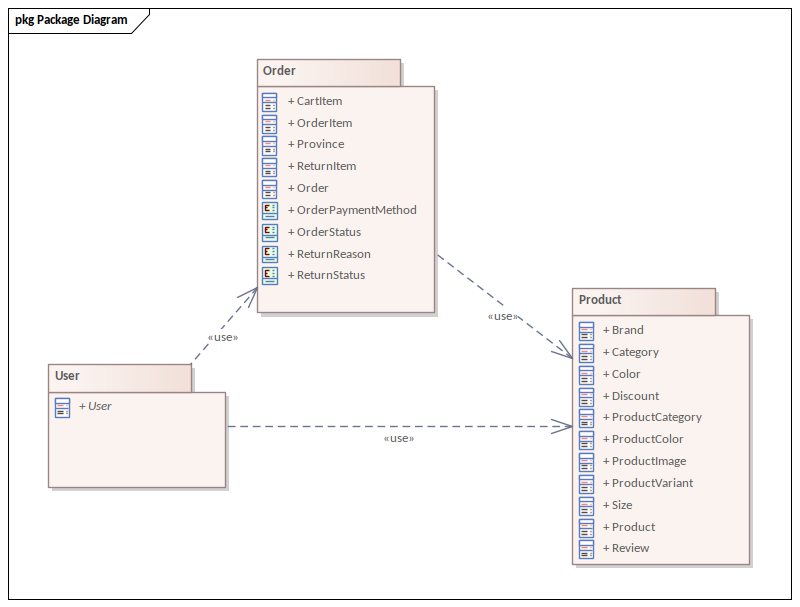 pkg Package Diagram
Order
+ CartItem
+ OrderItem
+ Province
+ ReturnItem
+ Order
+ OrderPaymentMethod
+ OrderStatus
+ ReturnReason
+ ReturnStatus
«use»
«use»
Product
+ Brand
+ Category
+ Color
+ Discount
+ ProductCategory
+ ProductColor
+ ProductImage
+ ProductVariant
+ Size
+ Product
+ Review
User
+ User
«use»